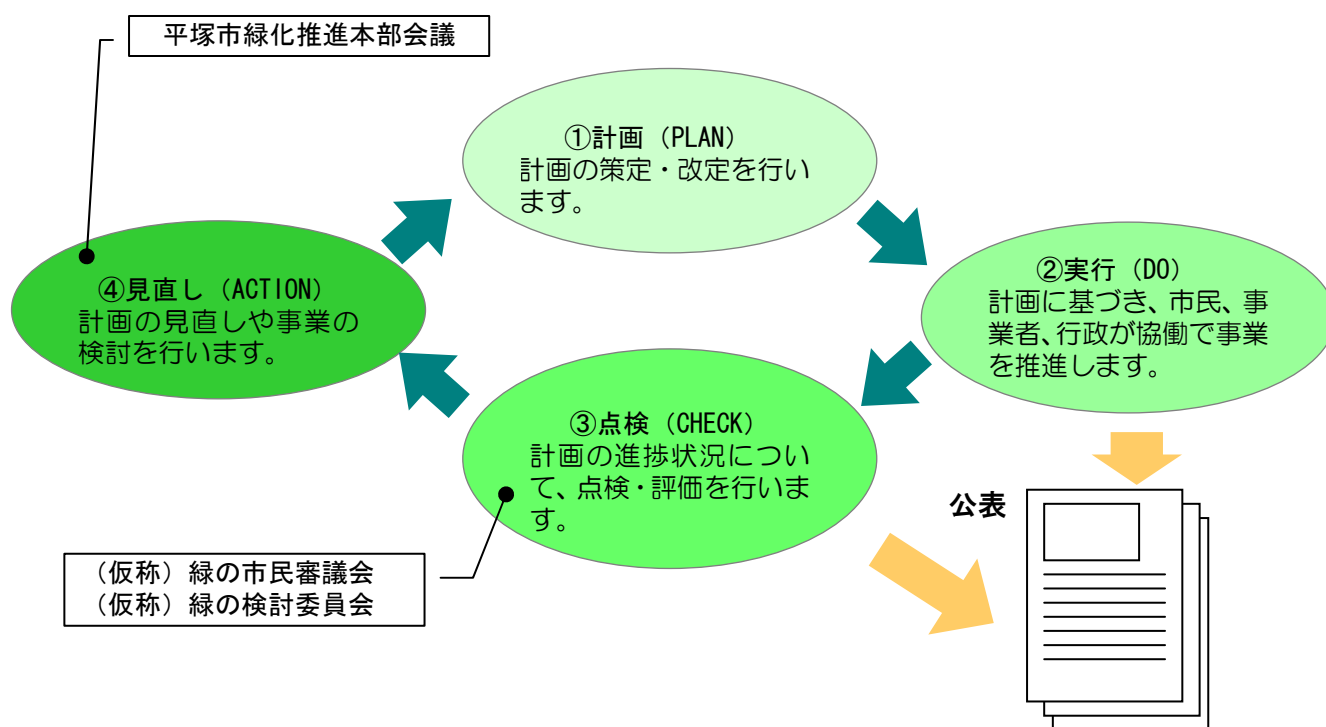 平塚市緑化推進本部会議
①計画（PLAN）
計画の策定・改定を行い
ます。
②実行（DO）
計画に基づき、市民、事
業者、行政が協働で事業
を推進します。
④見直し（ACTION）
計画の見直しや事業の
検討を行います。
③点検（CHECK）
計画の進捗状況につい
て、点検・評価を行いま
す。
公表
（仮称）緑の市民審議会
（仮称）緑の検討委員会